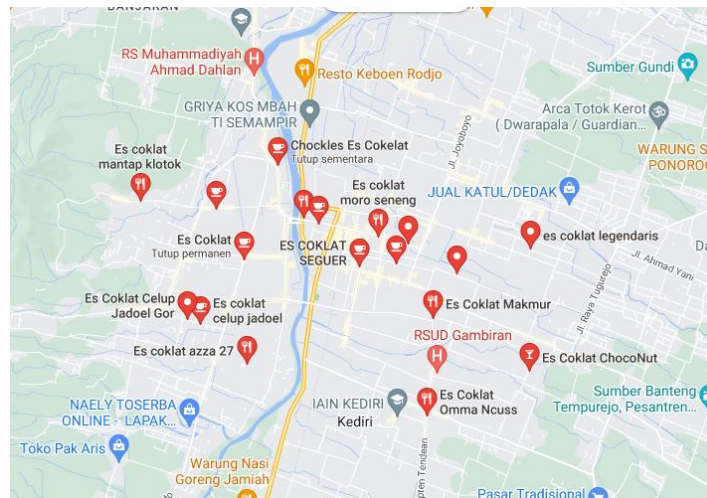 BANJARAN
RS Muhammadiyah
Ahmad Dahlan
Resto Keboen Rodjo
Sumber Gundi
GRIYA KOS MBAH
TI SEMAMPIR
Arca Totok Kerot
( Dwarapala / Guardian...
Jl. Joyoboyo
Es coklat
mantap klotok
Chockles Es Cokelat
Tutup sementara
WARUNG S
PONOROG
Es coklat
moro seneng
JUAL KATUL/DEDAK
Es Coklat
Tutup permanen
ES COKLAT
SEGUER
es coklat legendaris
Jl. Ahmad Yani
Da
Es Coklat Celup
Jadoel Gor
Es coklat
celup jadoel
Es Coklat Makmur
Jl. Raya Tugurejo
Es coklat azza 27
RSUD Gambiran
Es Coklat ChocoNut
NAELY TOSERBA
ONLINE - LAPAK...
IAIN KEDIRI
Kediri
Es Coklat
Omma Ncuss
Sumber Banteng
Tempurejo, Pesantren...
Toko Pak Aris
Warung Nasi
Goreng Jamiah
pten Tendean
Pasar Tradisional